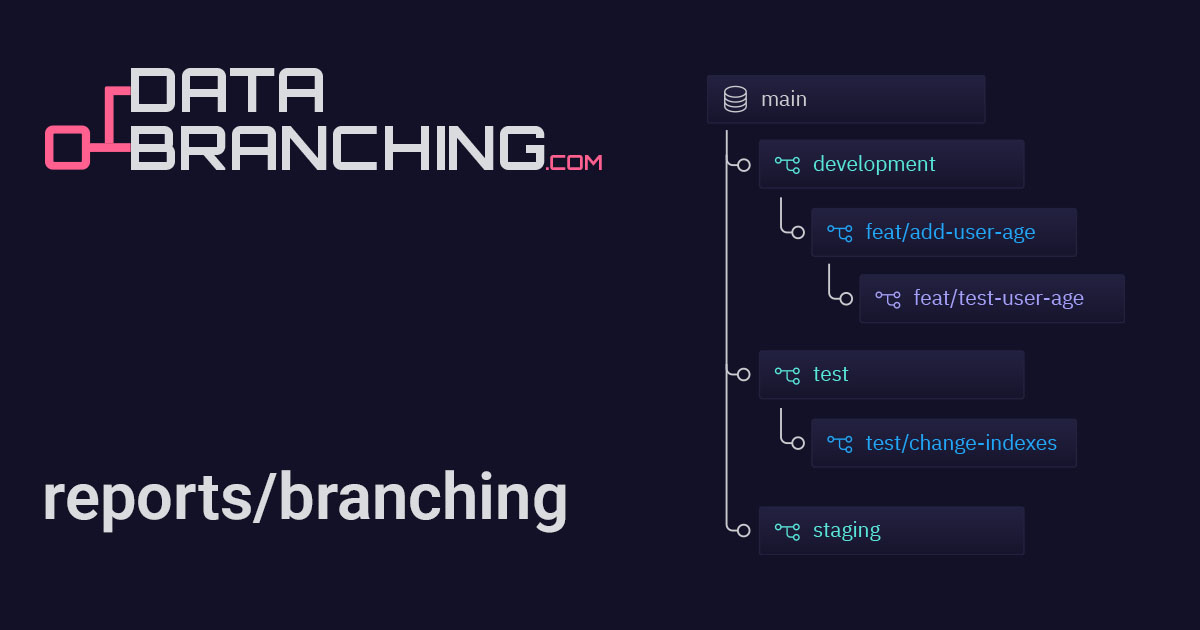 DATA
BRANCHING.COM
reports/branching
main
development
feat/add-user-age
feat/test-user-age
test
test/change-indexes
staging